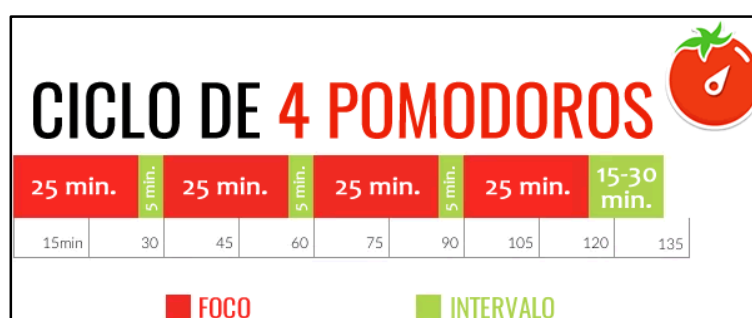 CICLO DE 4 POMODOROS
25 min. 5 min. 25 min. 5 min. 25 min. 5 min. 25 min. 15-30 min.
15min 30 45 60 75 90 105 120 135
FOCO INTERVALO